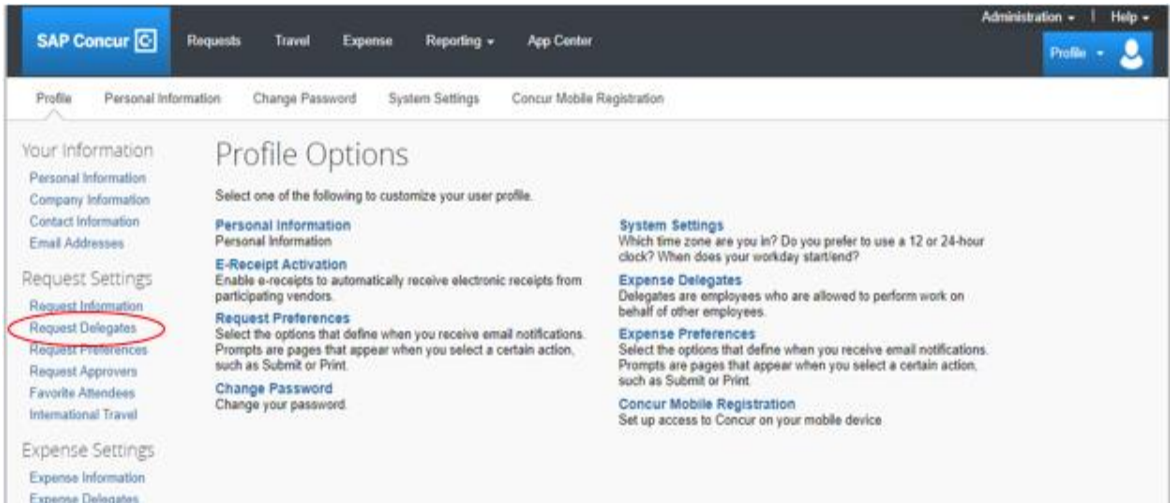 Administration | Help
SAP Concur C Requests Travel Expense Reporting App Center
Profile
Profile Personal Information Change Password System Settings Concur Mobile Registration
Your Information
Personal Information
Company Information
Contact Information
Email Addresses
Request Settings
Request Information
Request Delegates
Request Preferences
Request Approvers
Favorite Attendees
International Travel
Expense Settings
Expense Information
Expense Delegates
Profile Options
Select one of the following to customize your user profile.
Personal Information
Personal Information
E-Receipt Activation
Enable e-receipts to automatically receive electronic receipts from
participating vendors.
Request Preferences
Select the options that define when you receive email notifications.
Prompts are pages that appear when you select a certain action,
such as Submit or Print.
Change Password
Change your password.
System Settings
Which time zone are you in? Do you prefer to use a 12 or 24-hour
clock? When does your workday start/end?
Expense Delegates
Delegates are employees who are allowed to perform work on
behalf of other employees.
Expense Preferences
Select the options that define when you receive email notifications.
Prompts are pages that appear when you select a certain action,
such as Submit or Print.
Concur Mobile Registration
Set up access to Concur on your mobile device